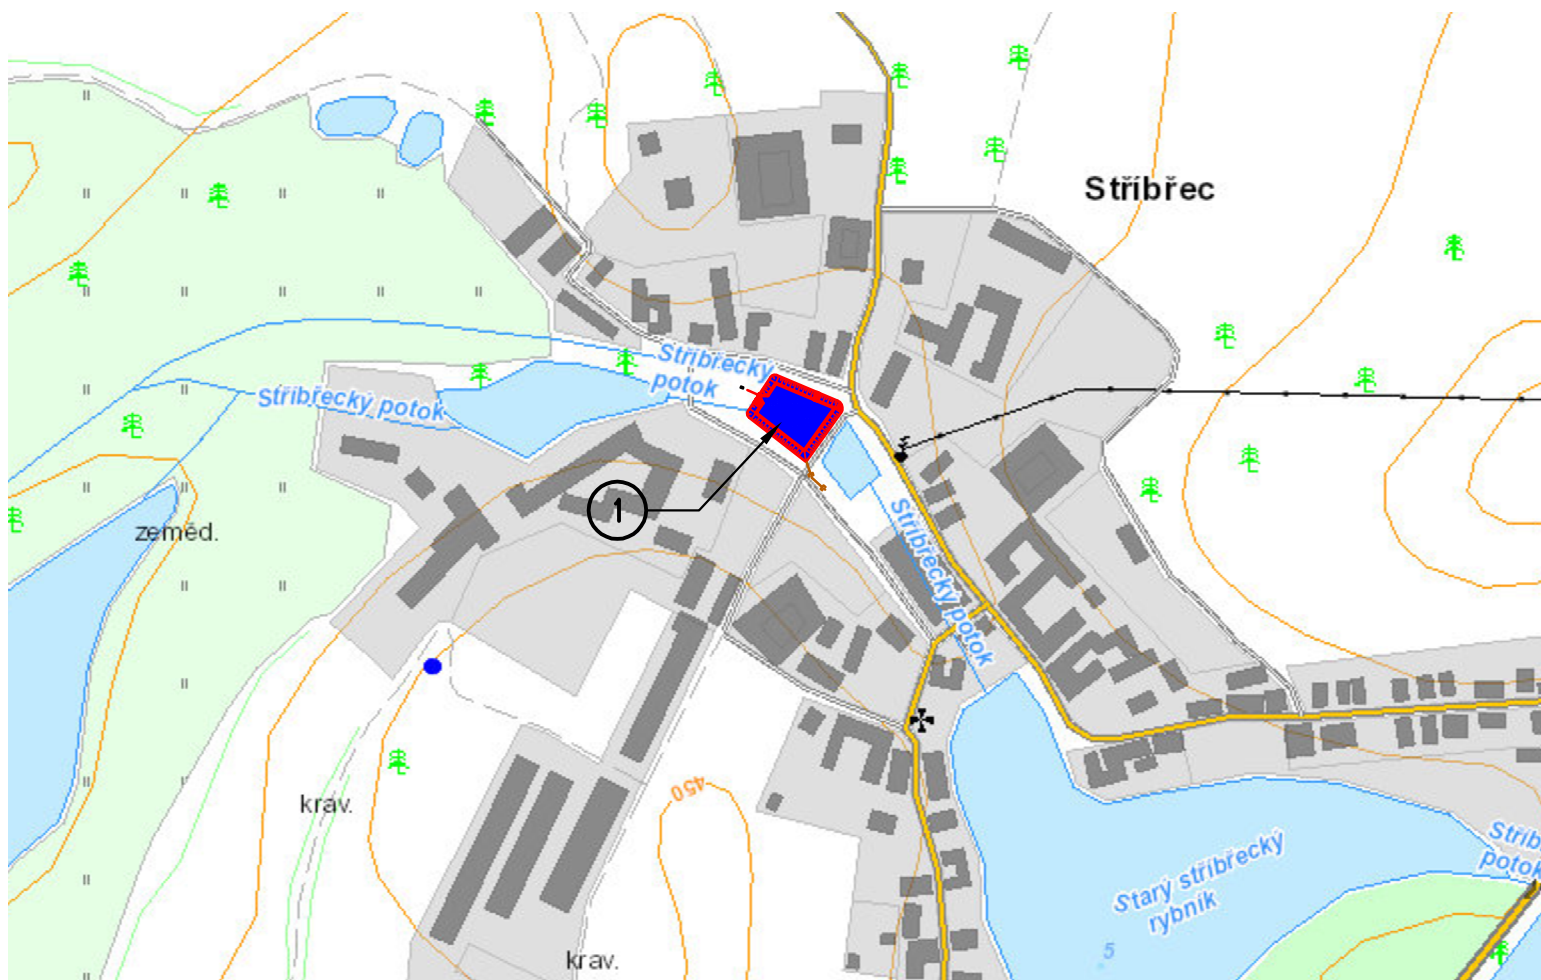 Stříbřec
Stříbřecký
potok
Stříbřecký potok
1
Stříbřecký potok
zeměd.
krav.
450
Stříb.
potok
Starý stříbřecký
rybník
5
krav.